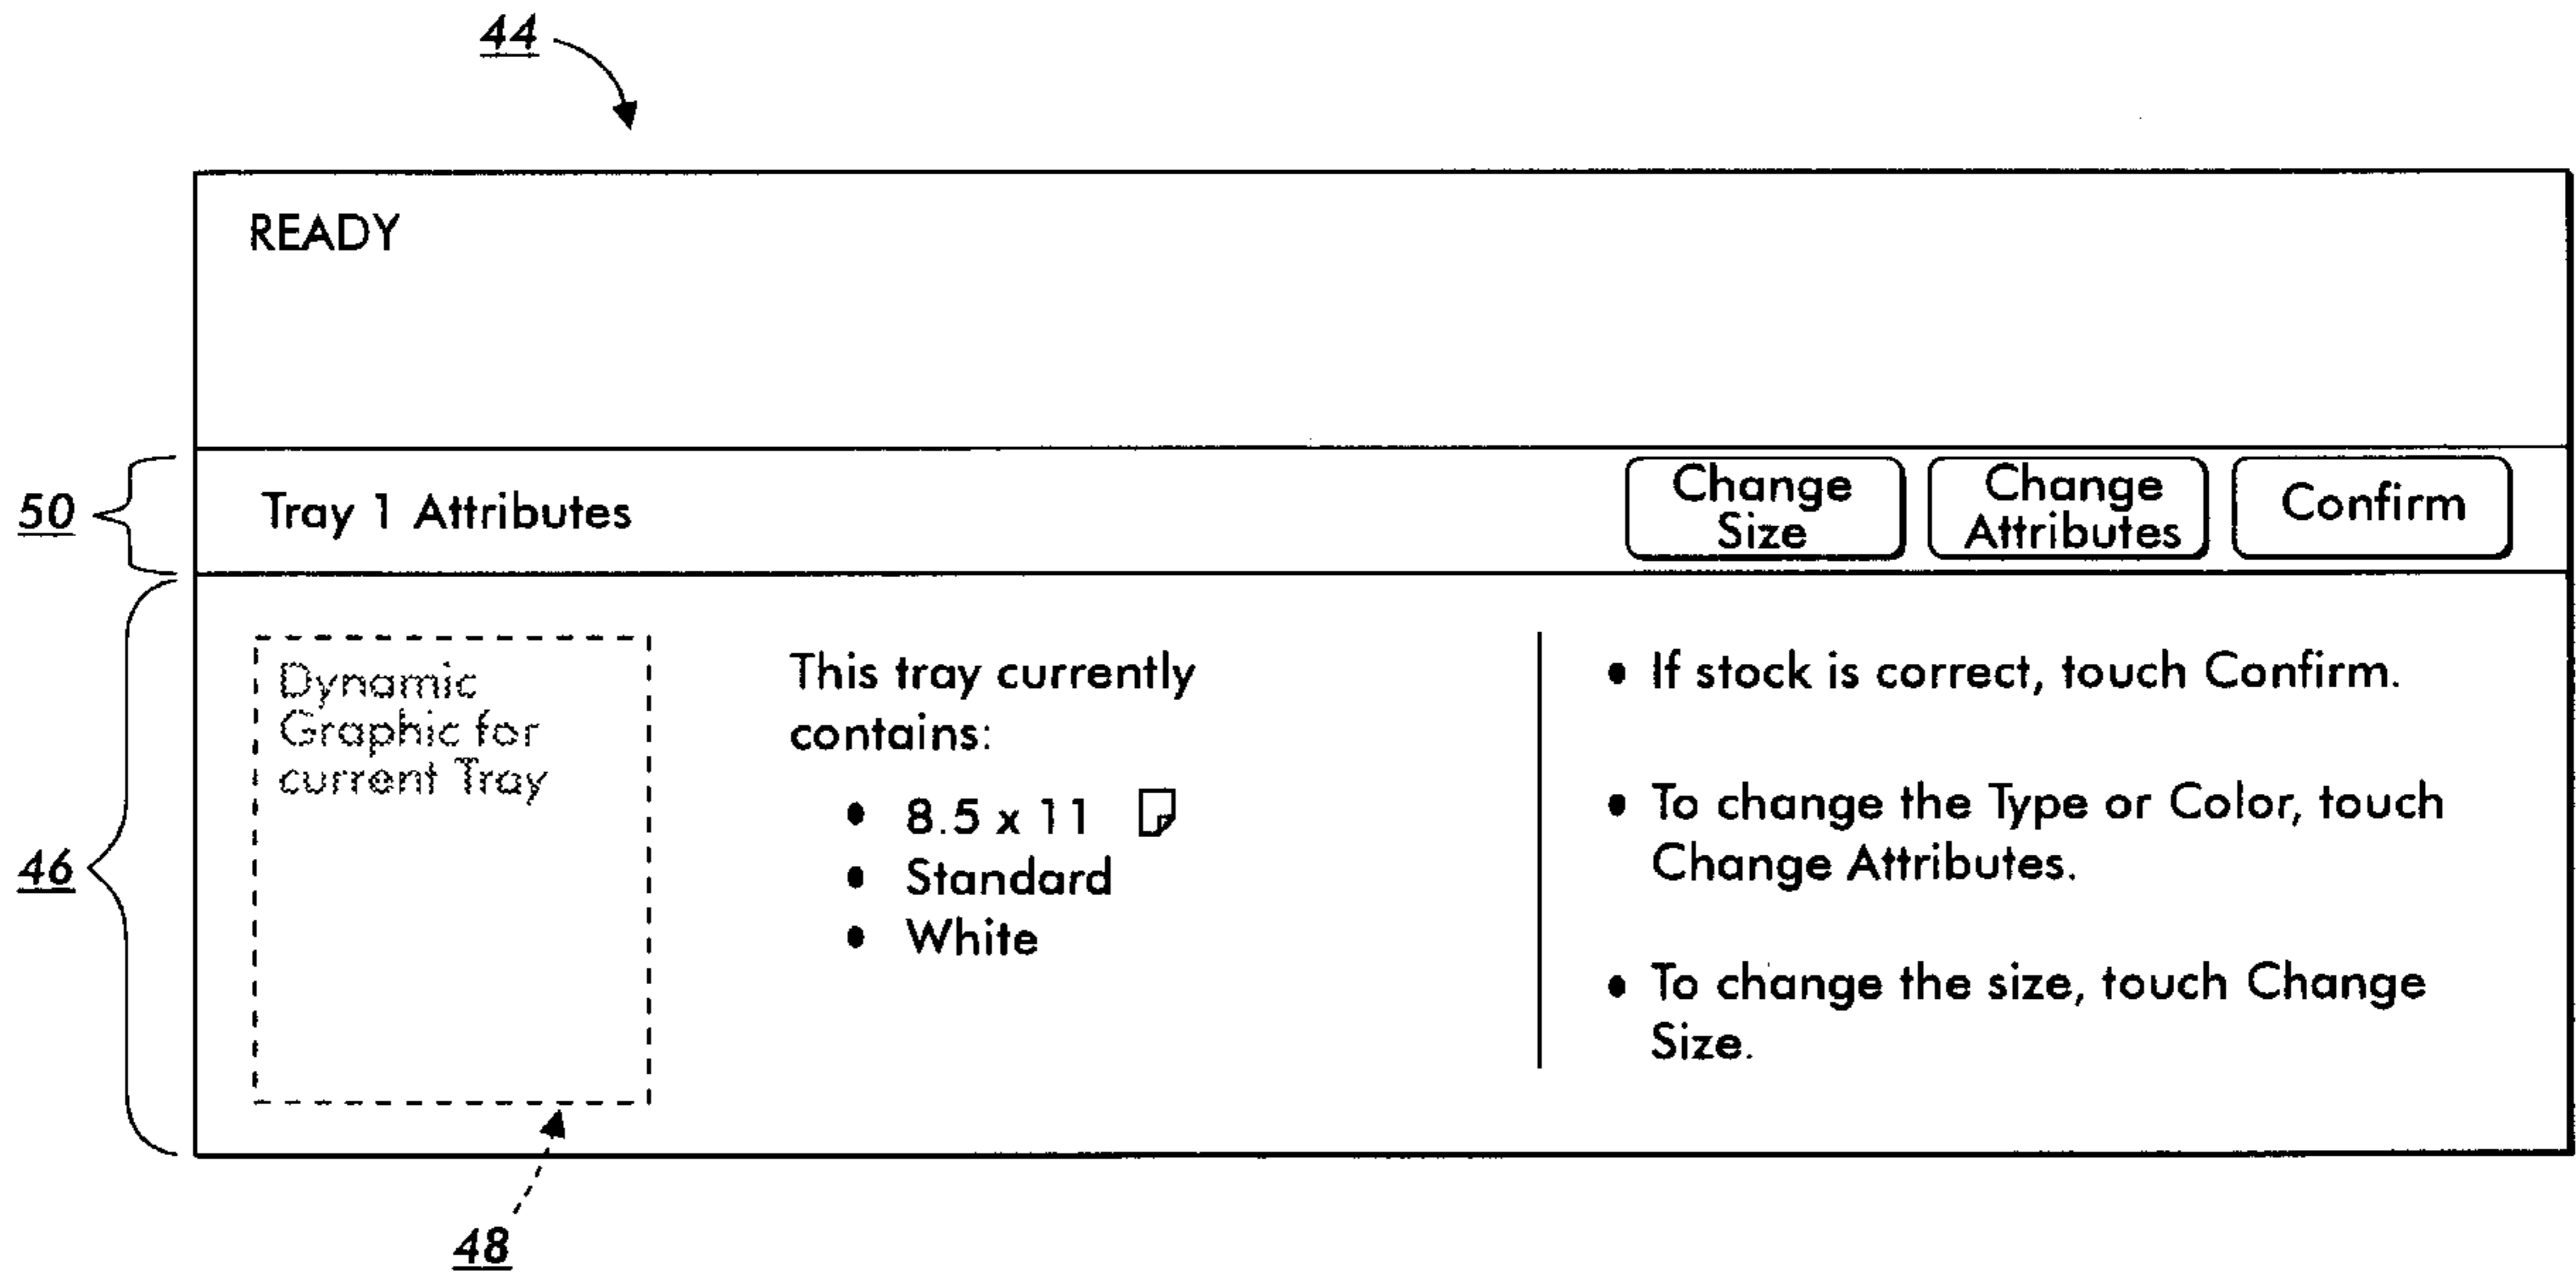 44
READY
50
Tray 1 Attributes
Change
Size
Change
Attributes
Confirm
46
Dynamic
Graphic for
current Tray
This tray currently
contains:
• 8.5 x 11
• Standard
• White
• If stock is correct, touch Confirm.
• To change the Type or Color, touch
Change Attributes.
• To change the size, touch Change
Size.
48